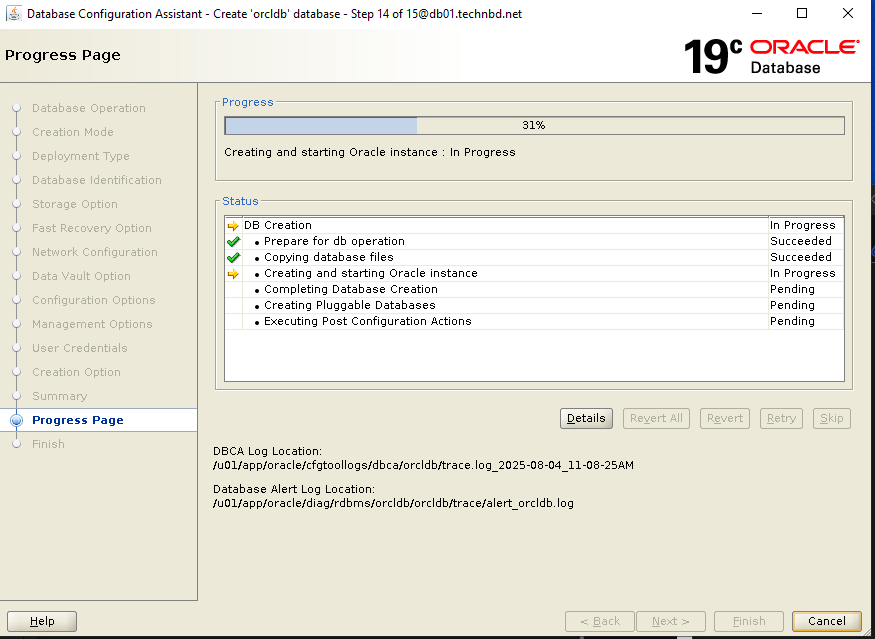 Database Configuration Assistant - Create 'orcldb' database - Step 14 of 15@db01.technbd.net
Progress Page
19c ORACLE
Database
Database Operation
Creation Mode
Deployment Type
Database Identification
Storage Option
Fast Recovery Option
Network Configuration
Data Vault Option
Configuration Options
Management Options
User Credentials
Creation Option
Summary
Progress Page
Finish
Progress
31%
Creating and starting Oracle instance : In Progress
Status
DB Creation In Progress
• Prepare for db operation Succeeded
• Copying database files Succeeded
• Creating and starting Oracle instance In Progress
• Completing Database Creation Pending
• Creating Pluggable Databases Pending
• Executing Post Configuration Actions Pending
Details Revert All Revert Retry Skip
DBCA Log Location:
/u01/app/oracle/cfgtoollogs/dbca/orcldb/trace.log_2025-08-04_11-08-25AM
Database Alert Log Location:
/u01/app/oracle/diag/rdbms/orcldb/orcldb/trace/alert_orcldb.log
Help < Back Next > Finish Cancel